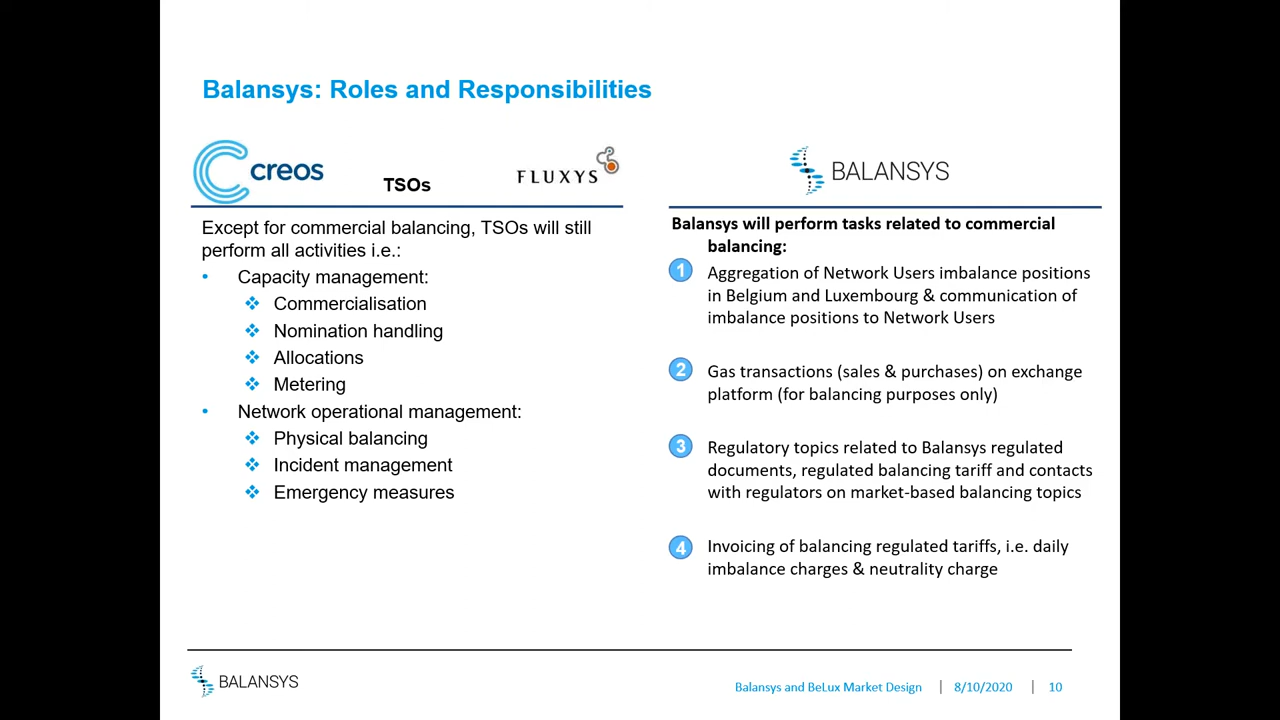 Balansys: Roles and Responsibilities
creos
TSOs
FLUXYS
Except for commercial balancing, TSOs will still
perform all activities i.e.:
• Capacity management:
❖ Commercialisation
❖ Nomination handling
❖ Allocations
❖ Metering
• Network operational management:
❖ Physical balancing
❖ Incident management
❖ Emergency measures
BALANSYS
Balansys will perform tasks related to commercial
balancing:
1 Aggregation of Network Users imbalance positions
in Belgium and Luxembourg & communication of
imbalance positions to Network Users
2 Gas transactions (sales & purchases) on exchange
platform (for balancing purposes only)
3 Regulatory topics related to Balansys regulated
documents, regulated balancing tariff and contacts
with regulators on market-based balancing topics
4 Invoicing of balancing regulated tariffs, i.e. daily
imbalance charges & neutrality charge
BALANSYS
Balansys and BeLux Market Design | 8/10/2020 | 10